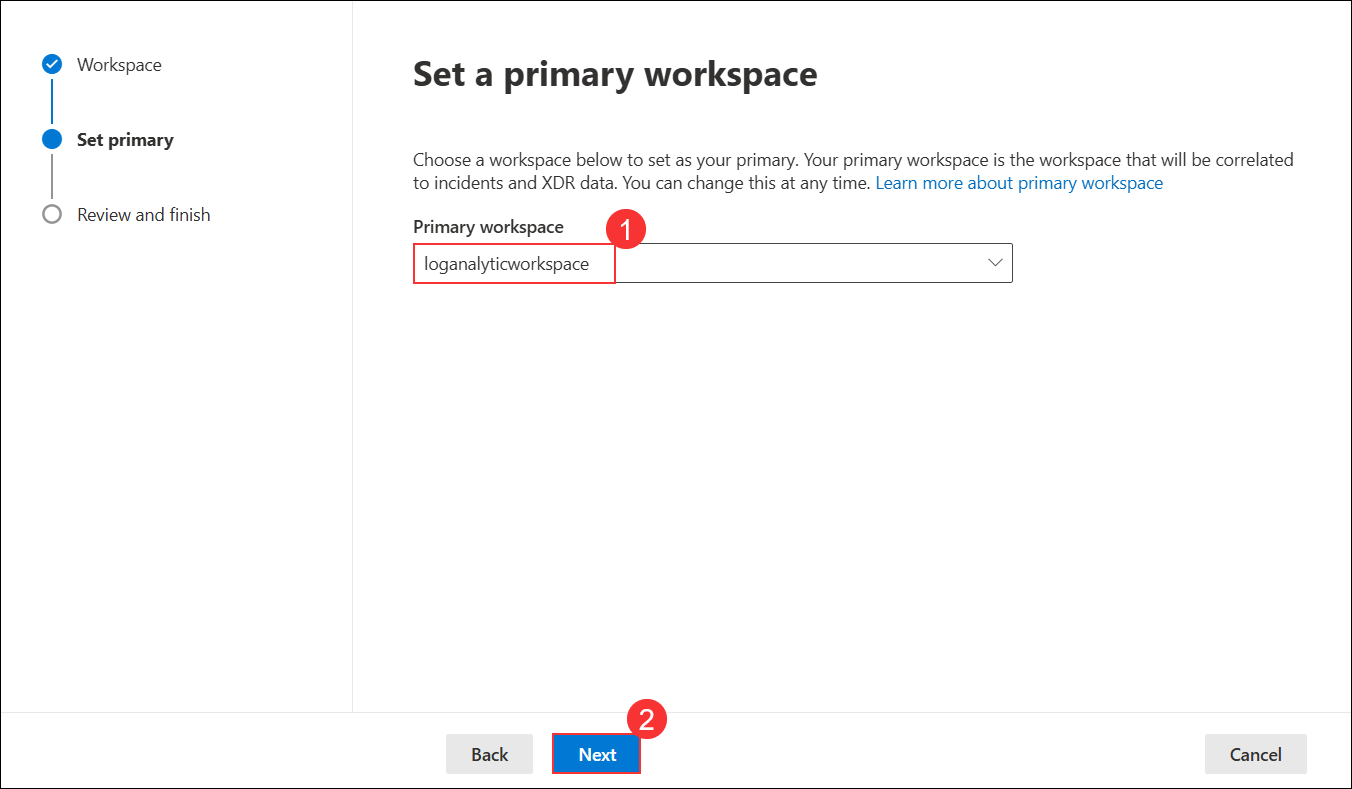 Workspace
Set primary
Review and finish
Set a primary workspace
Choose a workspace below to set as your primary. Your primary workspace is the workspace that will be correlated
to incidents and XDR data. You can change this at any time. Learn more about primary workspace
Primary workspace
1
loganalyticworkspace
2
Back
Next
Cancel